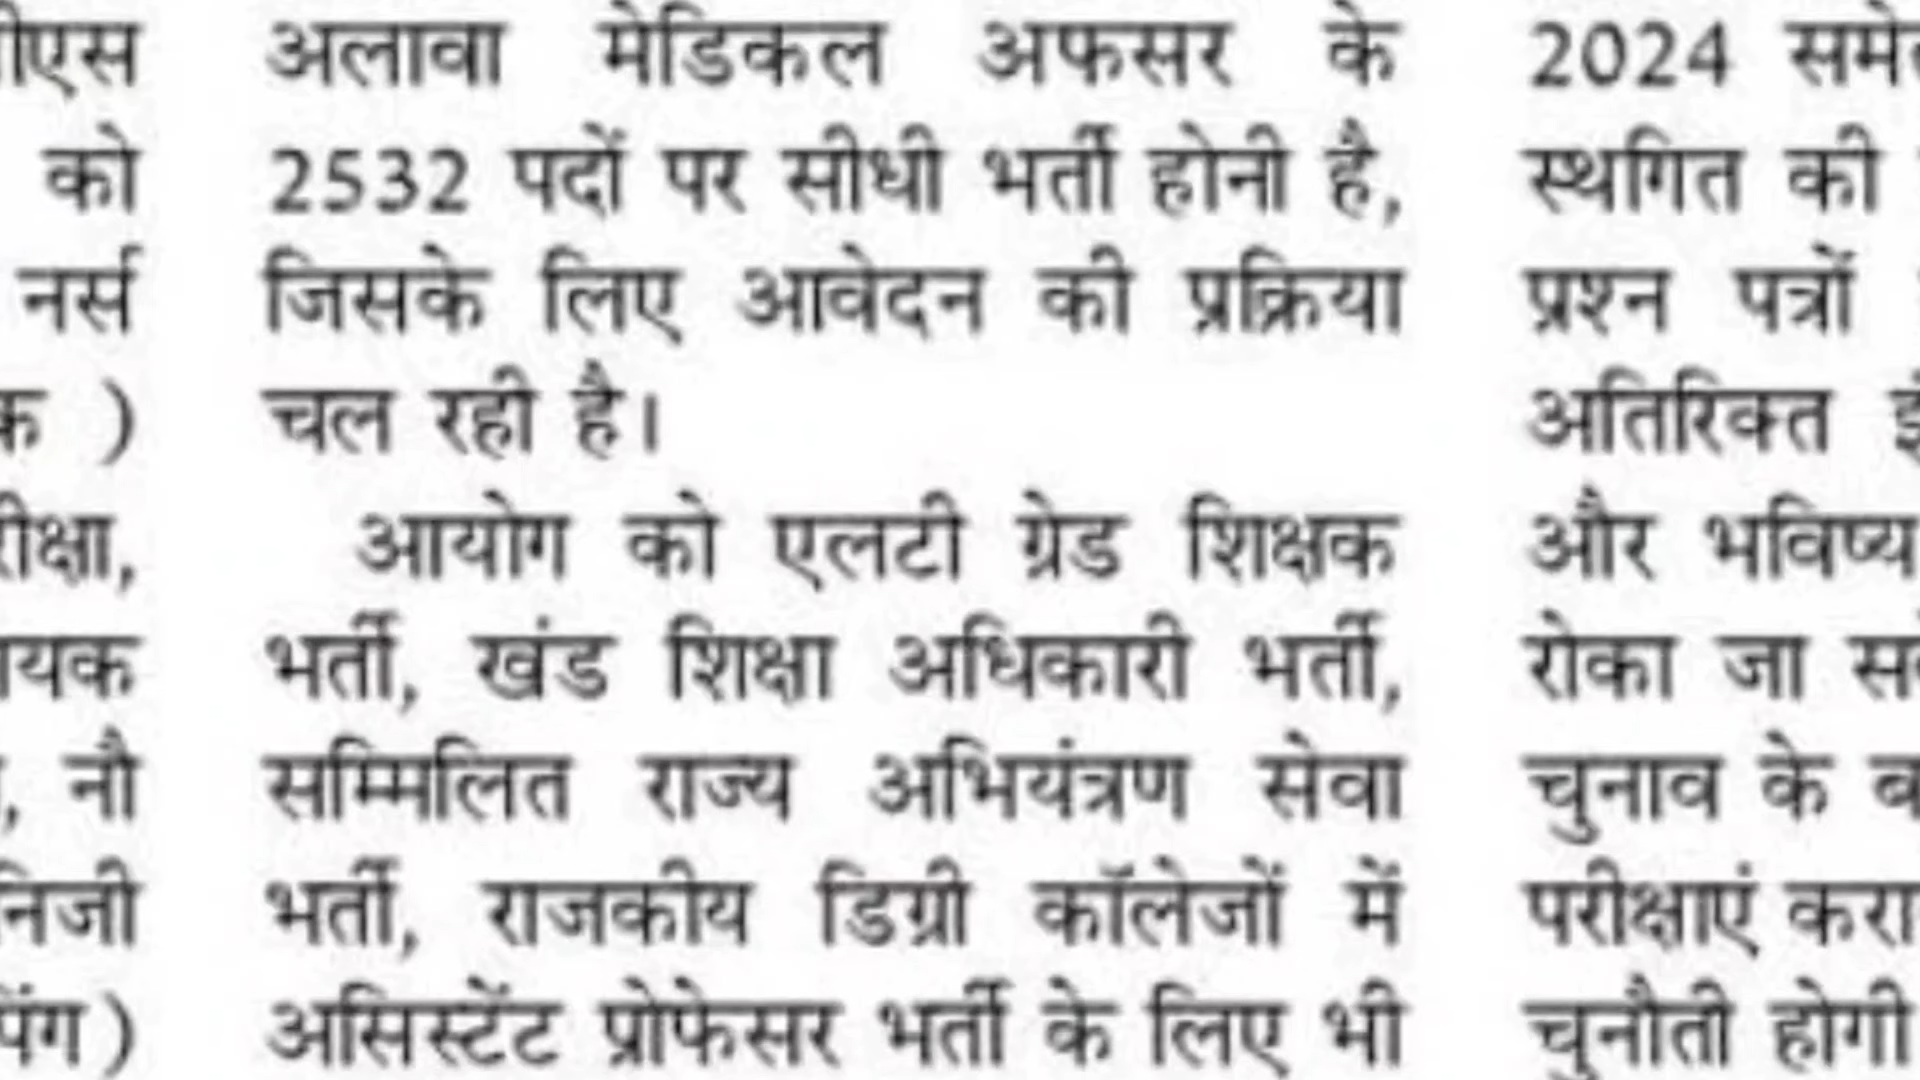 को
नर्स
नौ
अलावा मेडिकल अफसर के
2532 पदों पर सीधी भर्ती होनी है,
जिसके लिए आवेदन की प्रक्रिया
चल रही है।
आयोग को एलटी ग्रेड शिक्षक
भर्ती, खंड शिक्षा अधिकारी भर्ती,
सम्मिलित राज्य अभियंत्रण सेवा
भर्ती, राजकीय डिग्री कॉलेजों में
असिस्टेंट प्रोफेसर भर्ती के लिए भी
2024
स्थगित की
प्रश्न पत्रों
अतिरिक्त
और भविष्य
रोका जा
चुनाव के
परीक्षाएं
चुनौती होगी